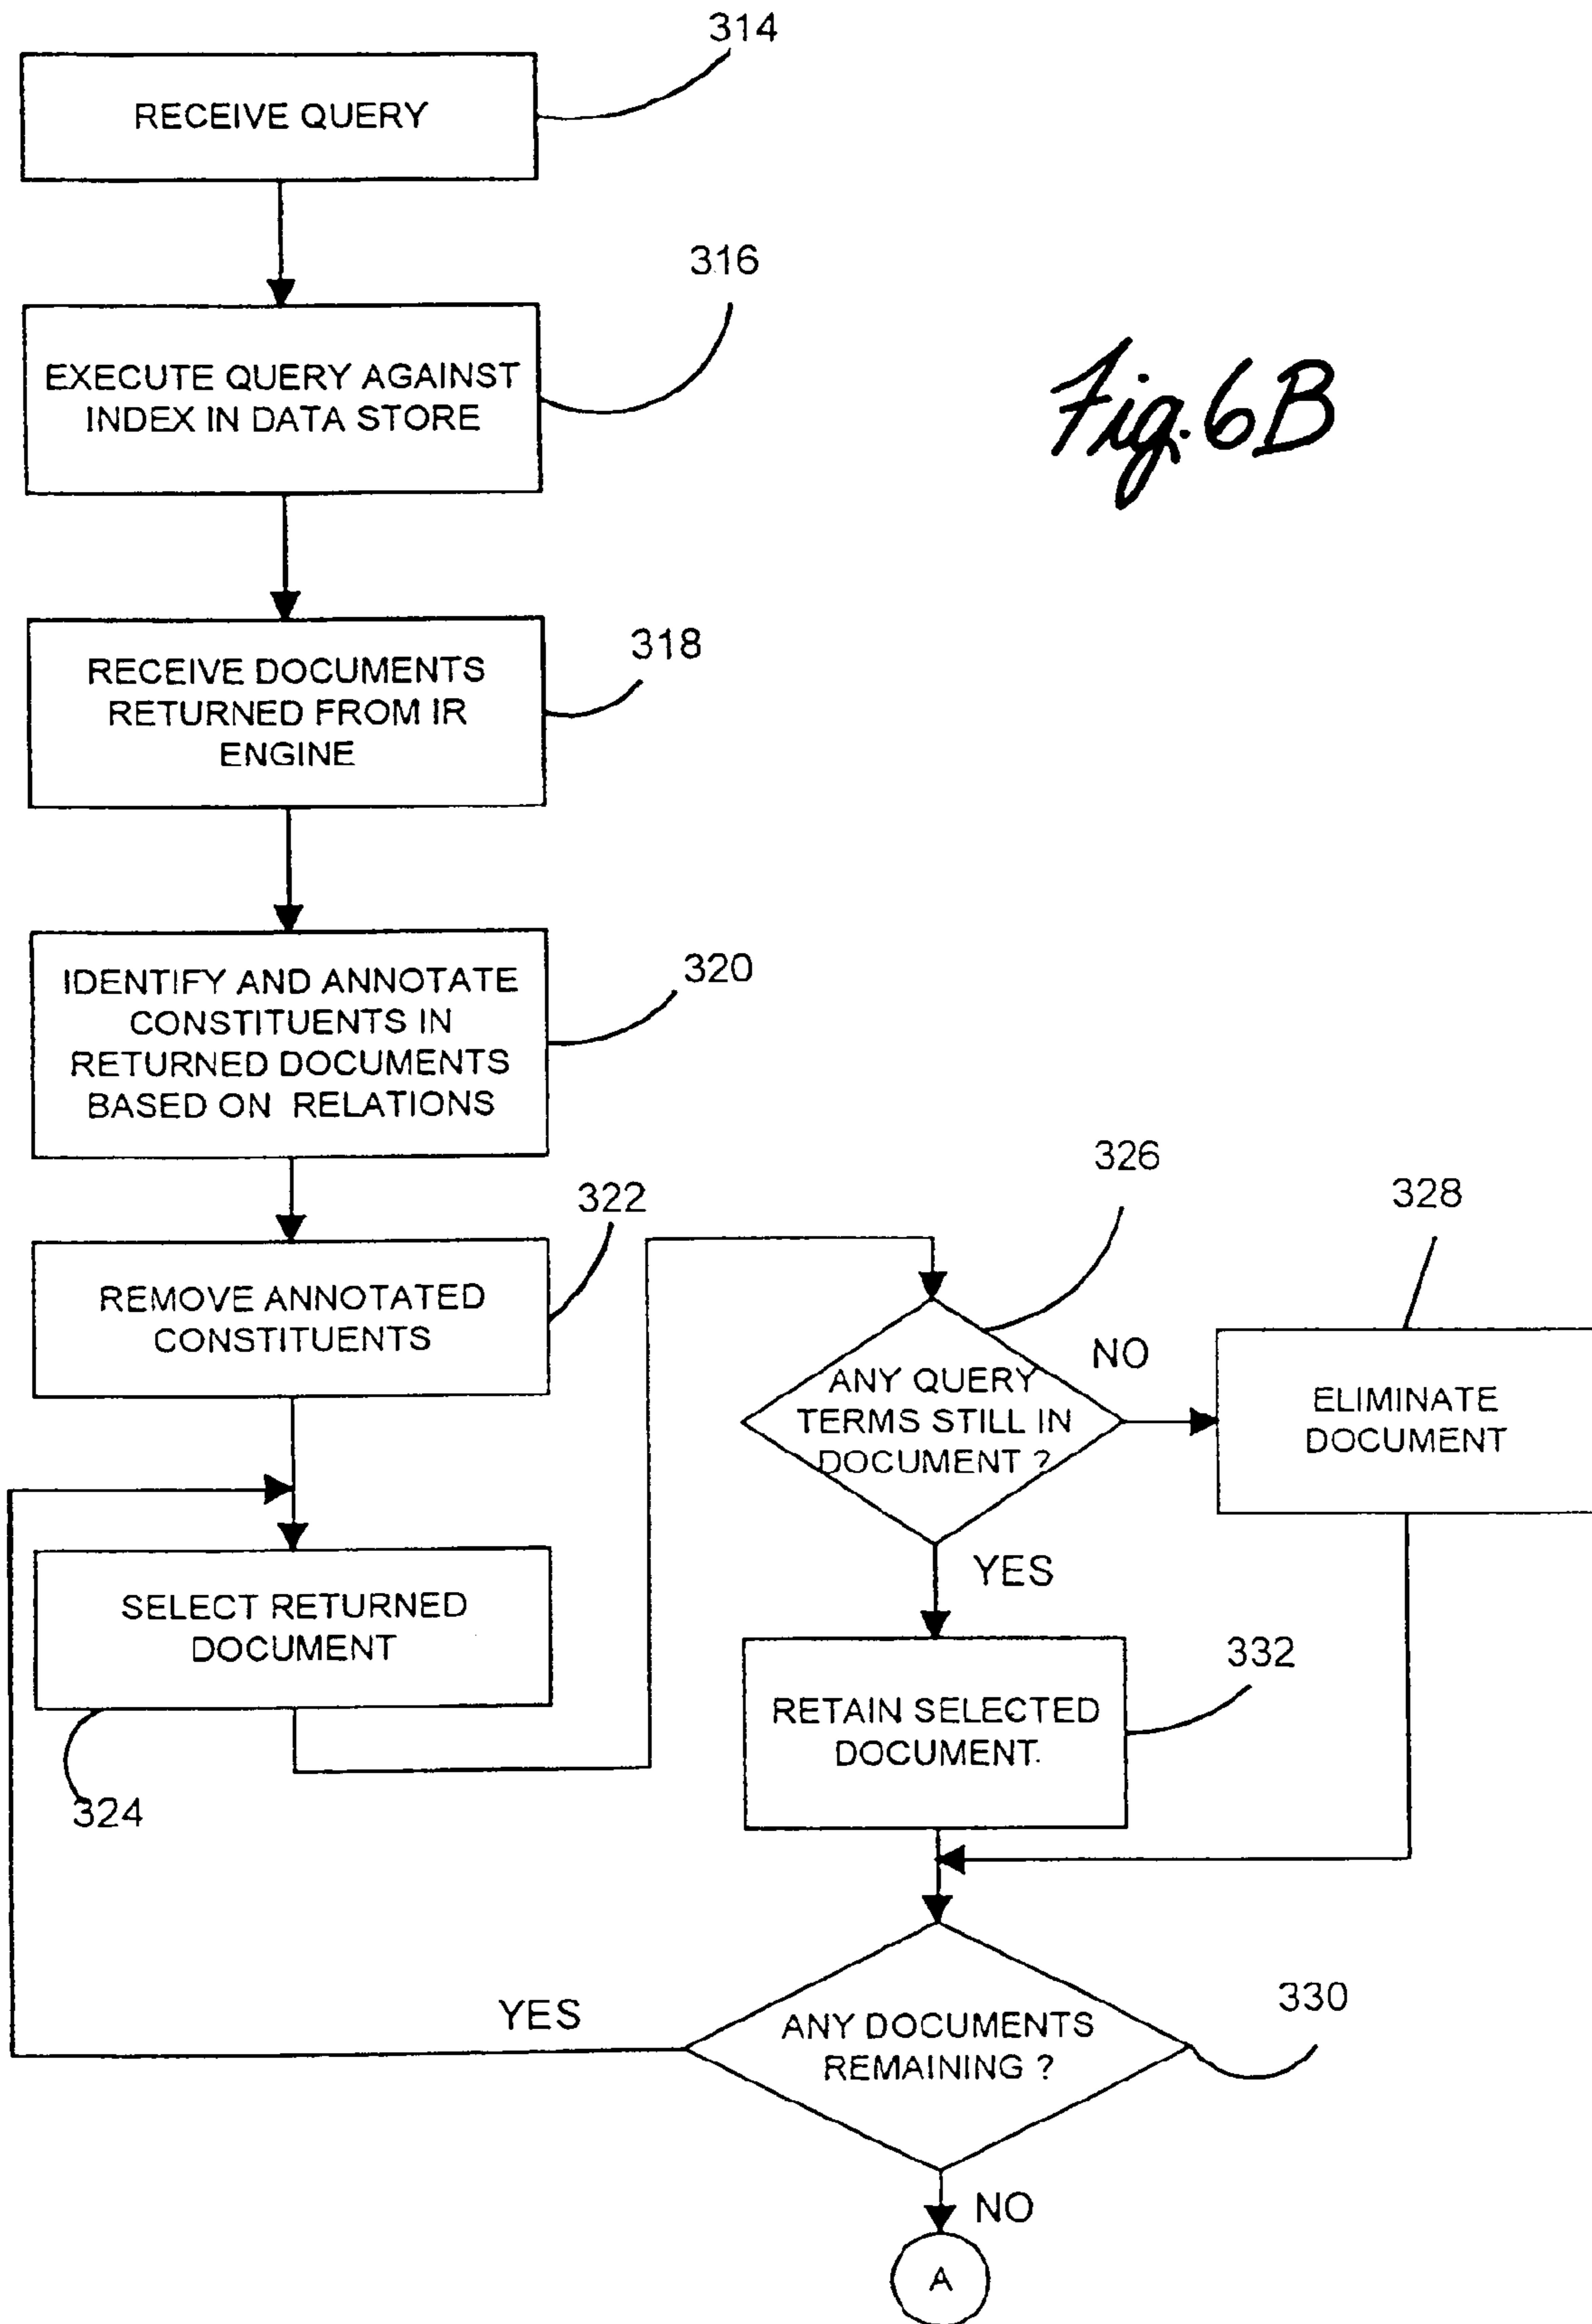 314
RECEIVE QUERY
316
EXECUTE QUERY AGAINST
INDEX IN DATA STORE
Fig. 6B
318
RECEIVE DOCUMENTS
RETURNED FROM IR
ENGINE
320
IDENTIFY AND ANNOTATE
CONSTITUENTS IN
RETURNED DOCUMENTS
BASED ON RELATIONS
322
REMOVE ANNOTATED
CONSTITUENTS
324
SELECT RETURNED
DOCUMENT
326
ANY QUERY
TERMS STILL IN
DOCUMENT ?
NO
328
ELIMINATE
DOCUMENT
YES
332
RETAIN SELECTED
DOCUMENT.
330
ANY DOCUMENTS
REMAINING ?
YES
NO
A